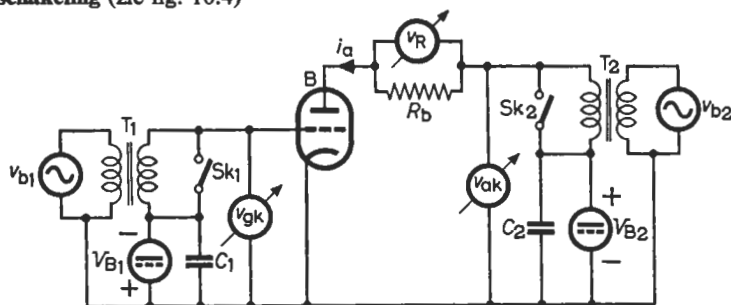 schakeling (zie fig. 10.4)
v_R
i_a
B
R_b
T_1
T_2
Sk_1
Sk_2
v_b1
v_b2
v_gk
v_ak
C_1
C_2
V_B1
V_B2
−
+
+
−